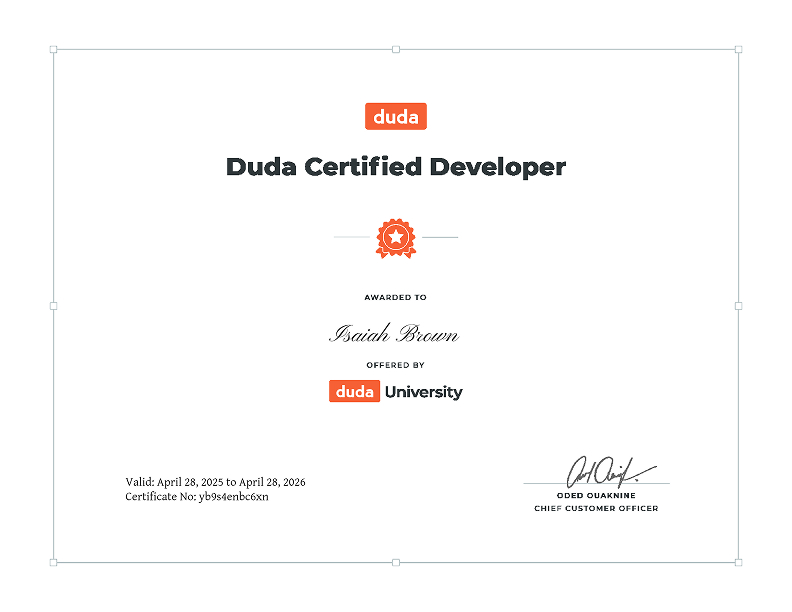 duda
Duda Certified Developer
AWARDED TO
Isaiah Brown
OFFERED BY
duda University
Valid: April 28, 2025 to April 28, 2026
Certificate No: yb9s4enbc6xn
ODED OUAKNINE
CHIEF CUSTOMER OFFICER